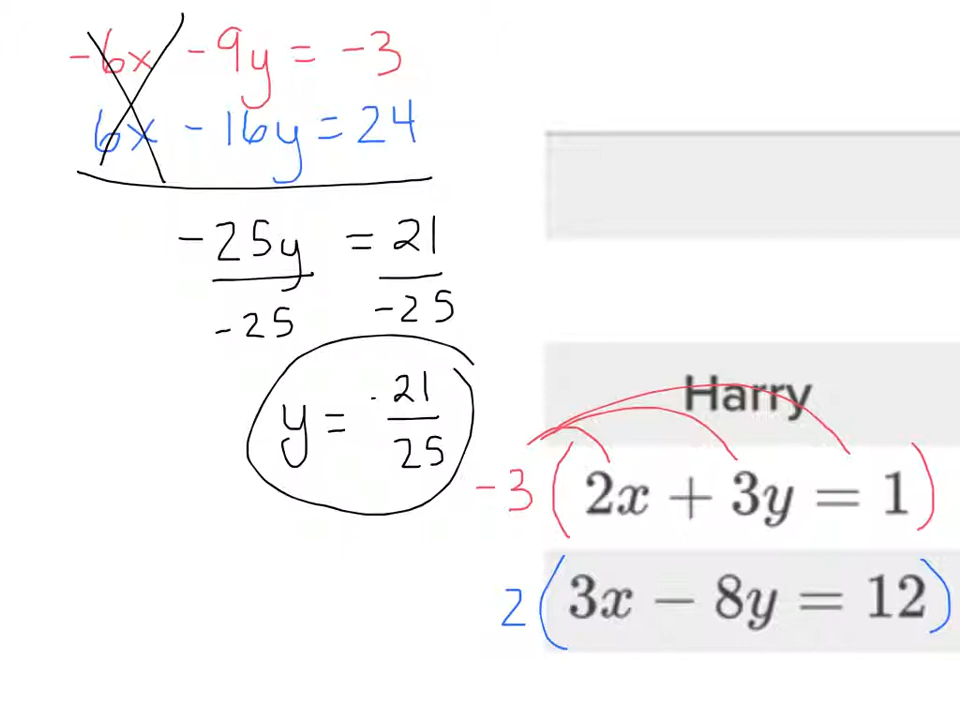 -6x - 9y = -3
6x - 16y = 24
-25y = 21
-25 -25
y = - 21/25
Harry
-3 ( 2x + 3y = 1 )
2 ( 3x − 8y = 12 )